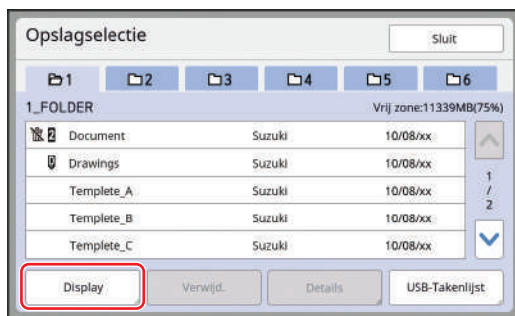 Opslagselectie
Sluit
1 2 3 4 5 6
1_FOLDER Vrij zone:11339MB(75%)
2 Document Suzuki 10/08/xx
Drawings Suzuki 10/08/xx
Templete_A Suzuki 10/08/xx
Templete_B Suzuki 10/08/xx
Templete_C Suzuki 10/08/xx
1
/
2
Display Verwijd. Details USB-Takenlijst